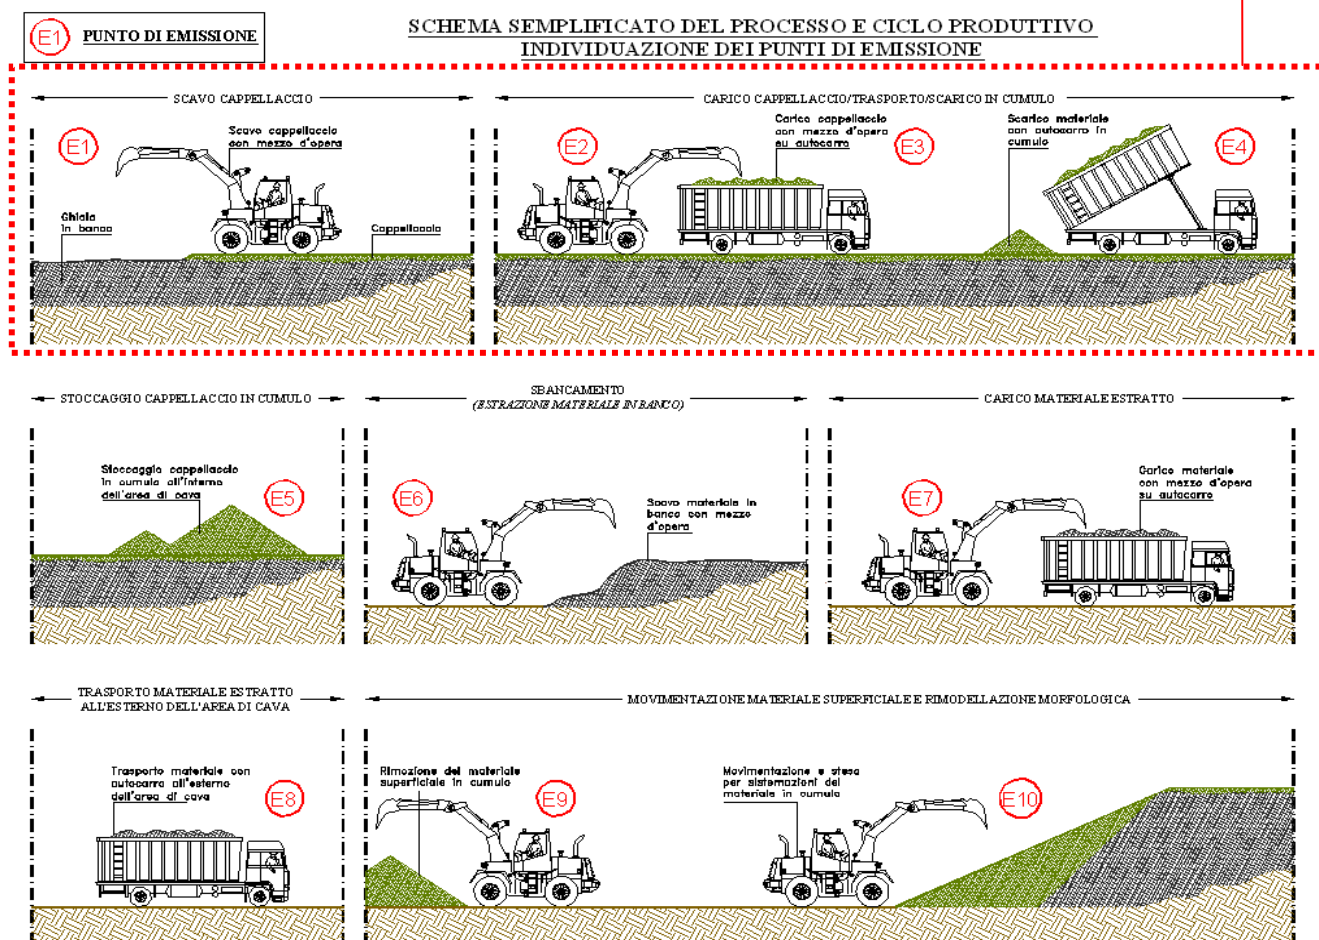 E1 PUNTO DI EMISSIONE
SCHEMA SEMPLIFICATO DEL PROCESSO E CICLO PRODUTTIVO
INDIVIDUAZIONE DEI PUNTI DI EMISSIONE
SCAVO CAPPELLACCIO
CARICO CAPPELLACCIO/TRASPORTO/SCARICO IN CUMULO
E1
Scavo cappellaccio
con mezzo d'opera
Ghiaia
in banco
Cappellaccio
E2
Carico cappellaccio
con mezzo d'opera
su autocarro
E3
Scarico materiale
con autocarro in
cumulo
E4
STOCCAGGIO CAPPELLACCIO IN CUMULO
SBANCAMENTO
(ESTRAZIONE MATERIALE IN BANCO)
CARICO MATERIALE ESTRATTO
Stoccaggio cappellaccio
in cumulo all'interno
dell'area di cava
E5
E6
Scavo materiale in
banco con mezzo
d'opera
E7
Carico materiale
con mezzo d'opera
su autocarro
TRASPORTO MATERIALE ESTRATTO
ALL'ESTERNO DELL'AREA DI CAVA
MOVIMENTAZIONE MATERIALE SUPERFICIALE E RIMODELLAZIONE MORFOLOGICA
Trasporto materiale con
autocarro all'esterno
dell'area di cava
E8
Rimozione del materiale
superficiale in cumulo
E9
Movimentazione e stesa
per sistemazioni del
materiale in cumulo
E10